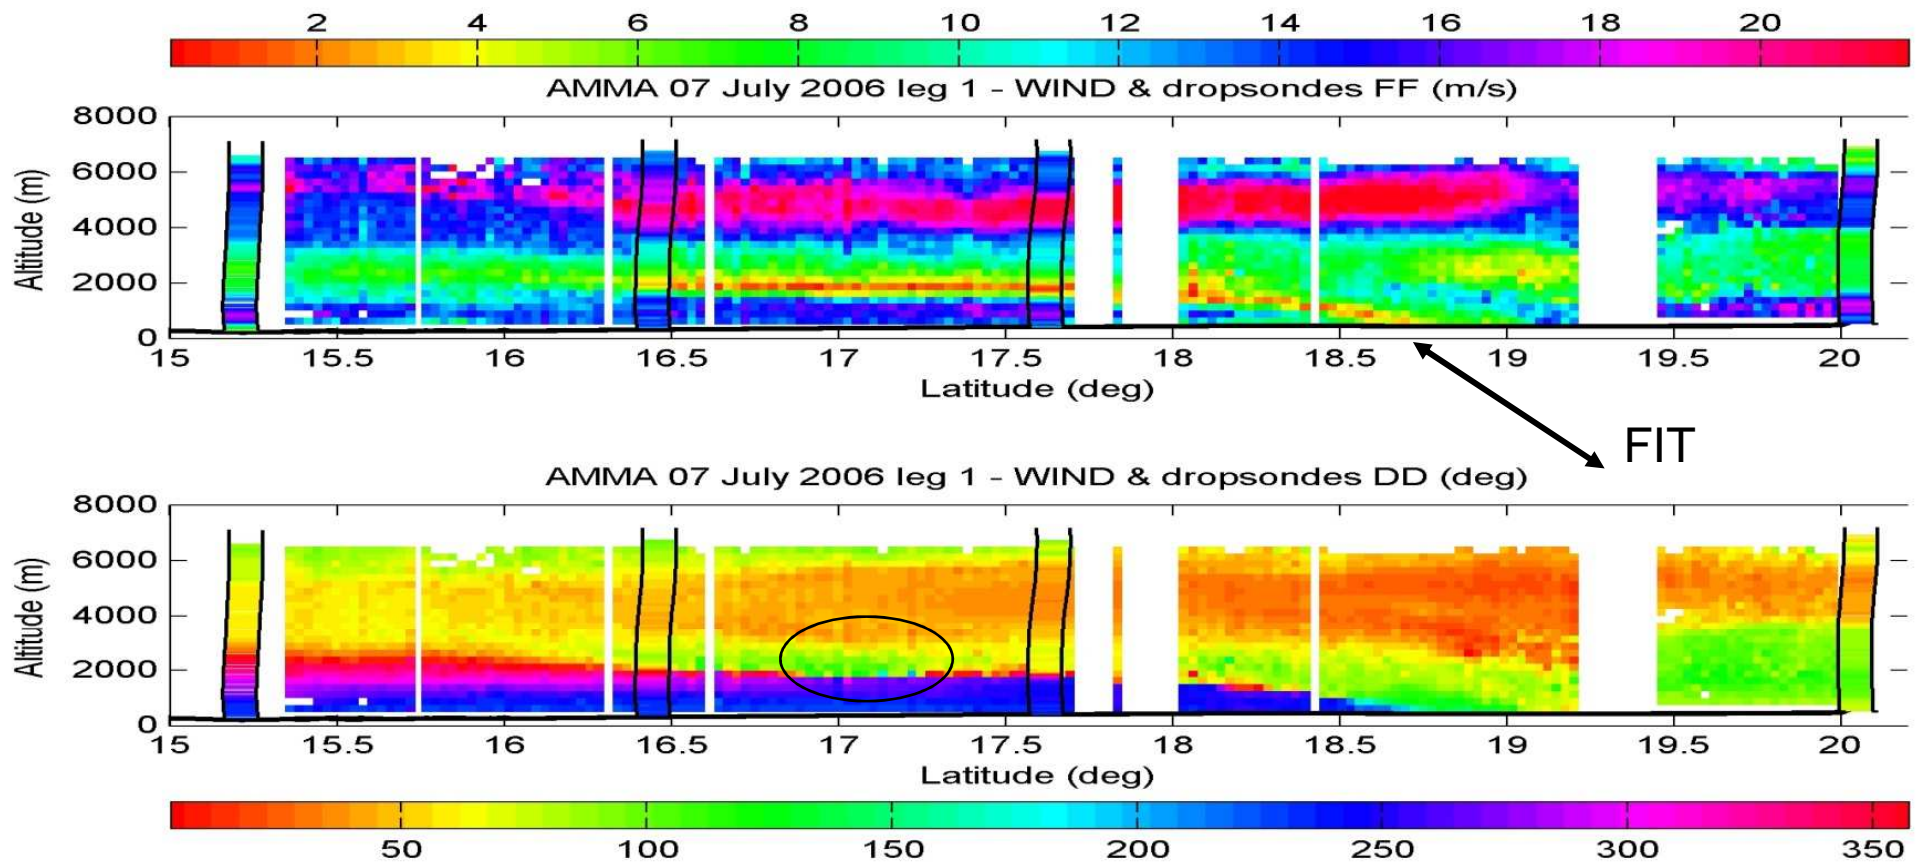 2 4 6 8 10 12 14 16 18 20
AMMA 07 July 2006 leg 1 - WIND & dropsondes FF (m/s)
Altitude (m)
8000
6000
4000
2000
0
15 15.5 16 16.5 17 17.5 18 18.5 19 19.5 20
Latitude (deg)
FIT
AMMA 07 July 2006 leg 1 - WIND & dropsondes DD (deg)
Altitude (m)
8000
6000
4000
2000
0
15 15.5 16 16.5 17 17.5 18 18.5 19 19.5 20
Latitude (deg)
50 100 150 200 250 300 350